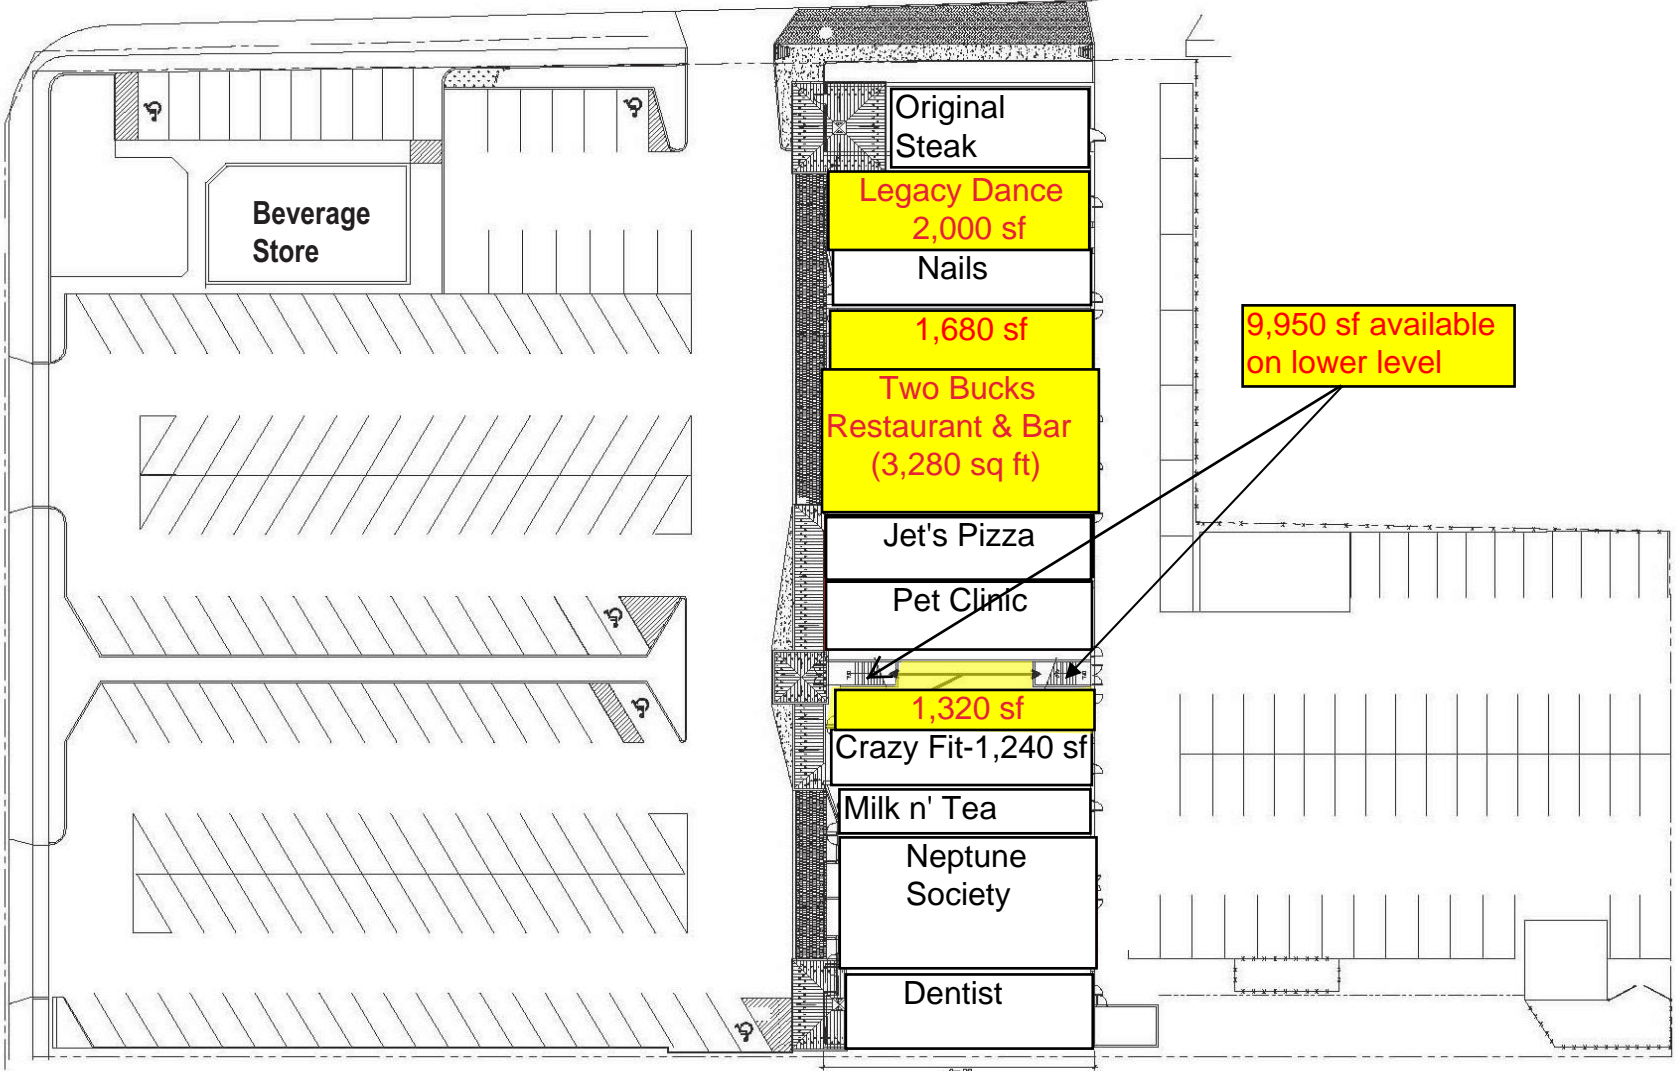 Original
Steak
Legacy Dance
2,000 sf
Beverage
Store
Nails
1,680 sf
9,950 sf available
on lower level
Two Bucks
Restaurant & Bar
(3,280 sq ft)
Jet's Pizza
Pet Clinic
1,320 sf
Crazy Fit-1,240 sf
Milk n' Tea
Neptune
Society
Dentist